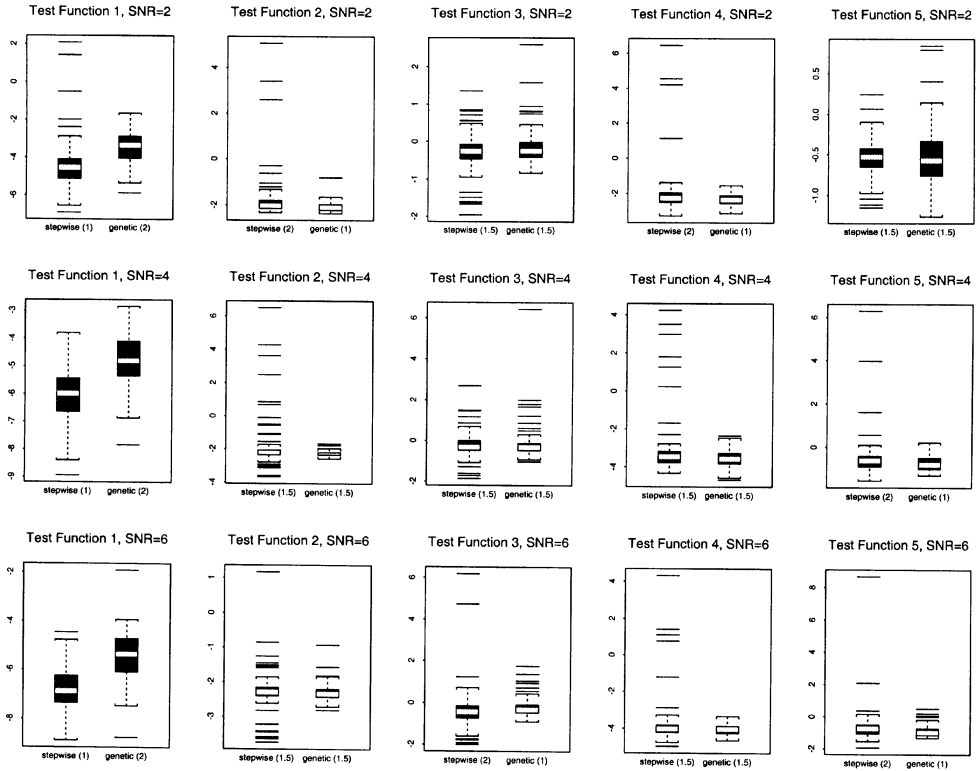 Test Function 1, SNR=2
Test Function 2, SNR=2
Test Function 3, SNR=2
Test Function 4, SNR=2
Test Function 5, SNR=2
2
0
-2
-4
-6
stepwise (1)
genetic (2)
4
2
0
-2
stepwise (2)
genetic (1)
2
1
0
-1
-2
stepwise (1.5)
genetic (1.5)
6
4
2
0
-2
stepwise (2)
genetic (1)
0.5
0.0
-0.5
-1.0
stepwise (1.5)
genetic (1.5)
Test Function 1, SNR=4
Test Function 2, SNR=4
Test Function 3, SNR=4
Test Function 4, SNR=4
Test Function 5, SNR=4
-3
-4
-5
-6
-7
-8
-9
stepwise (1)
genetic (2)
6
4
2
0
-2
-4
stepwise (1.5)
genetic (1.5)
6
4
2
0
-2
stepwise (1.5)
genetic (1.5)
4
2
0
-2
-4
stepwise (1.5)
genetic (1.5)
6
4
2
0
-2
stepwise (2)
genetic (1)
Test Function 1, SNR=6
Test Function 2, SNR=6
Test Function 3, SNR=6
Test Function 4, SNR=6
Test Function 5, SNR=6
-2
-4
-6
-8
stepwise (1)
genetic (2)
1
0
-1
-2
-3
stepwise (1.5)
genetic (1.5)
6
4
2
0
-2
stepwise (2)
genetic (1)
4
2
0
-2
-4
stepwise (1.5)
genetic (1.5)
8
6
4
2
0
-2
stepwise (2)
genetic (1)